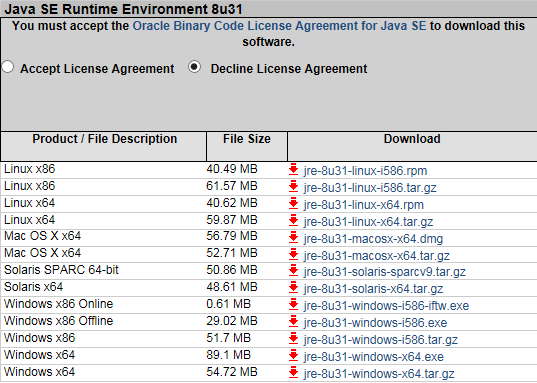 Java SE Runtime Environment 8u31
You must accept the Oracle Binary Code License Agreement for Java SE to download this
software.
Accept License Agreement Decline License Agreement
Product / File Description File Size Download
Linux x86 40.49 MB jre-8u31-linux-i586.rpm
Linux x86 61.57 MB jre-8u31-linux-i586.tar.gz
Linux x64 40.62 MB jre-8u31-linux-x64.rpm
Linux x64 59.87 MB jre-8u31-linux-x64.tar.gz
Mac OS X x64 56.79 MB jre-8u31-macosx-x64.dmg
Mac OS X x64 52.71 MB jre-8u31-macosx-x64.tar.gz
Solaris SPARC 64-bit 50.86 MB jre-8u31-solaris-sparcv9.tar.gz
Solaris x64 48.61 MB jre-8u31-solaris-x64.tar.gz
Windows x86 Online 0.61 MB jre-8u31-windows-i586-iftw.exe
Windows x86 Offline 29.02 MB jre-8u31-windows-i586.exe
Windows x86 51.7 MB jre-8u31-windows-i586.tar.gz
Windows x64 89.1 MB jre-8u31-windows-x64.exe
Windows x64 54.72 MB jre-8u31-windows-x64.tar.gz